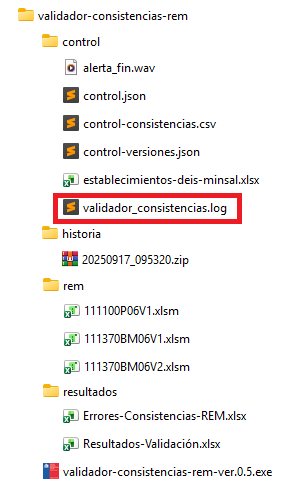 validador-consistencias-rem
control
alerta_fin.wav
control.json
control-consistencias.csv
control-versiones.json
establecimientos-deis-minsal.xlsx
validador_consistencias.log
historia
20250917_095320.zip
rem
111100P06V1.xlsm
111370BM06V1.xlsm
111370BM06V2.xlsm
resultados
Errores-Consistencias-REM.xlsx
Resultados-Validación.xlsx
validador-consistencias-rem-ver.0.5.exe